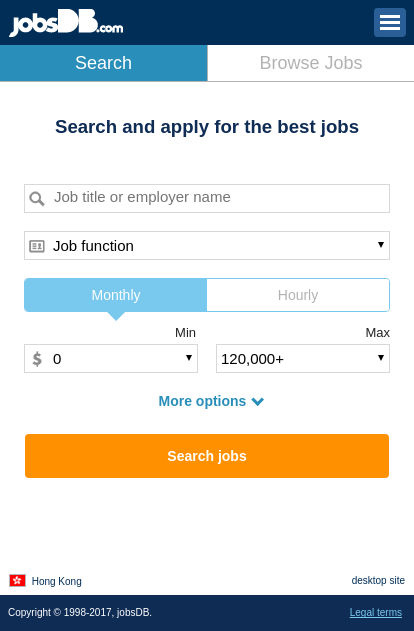 jobsDB.com
Search
Browse Jobs
Search and apply for the best jobs
Job title or employer name
Job function
Monthly
Hourly
Min
Max
$ 0
120,000+
More options
Search jobs
Hong Kong
desktop site
Copyright © 1998-2017, jobsDB.
Legal terms